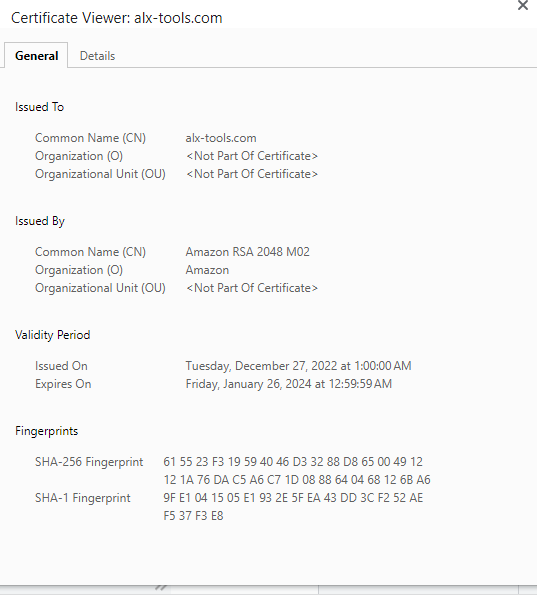 Certificate Viewer: alx-tools.com
General Details
Issued To
Common Name (CN) alx-tools.com
Organization (O) <Not Part Of Certificate>
Organizational Unit (OU) <Not Part Of Certificate>
Issued By
Common Name (CN) Amazon RSA 2048 M02
Organization (O) Amazon
Organizational Unit (OU) <Not Part Of Certificate>
Validity Period
Issued On Tuesday, December 27, 2022 at 1:00:00 AM
Expires On Friday, January 26, 2024 at 12:59:59 AM
Fingerprints
SHA-256 Fingerprint 61 55 23 F3 19 59 40 46 D3 32 88 D8 65 00 49 12
12 1A 76 DA C5 A6 C7 1D 08 88 64 04 68 12 6B A6
SHA-1 Fingerprint 9F E1 04 15 05 E1 93 2E 5F EA 43 DD 3C F2 52 AE
F5 37 F3 E8